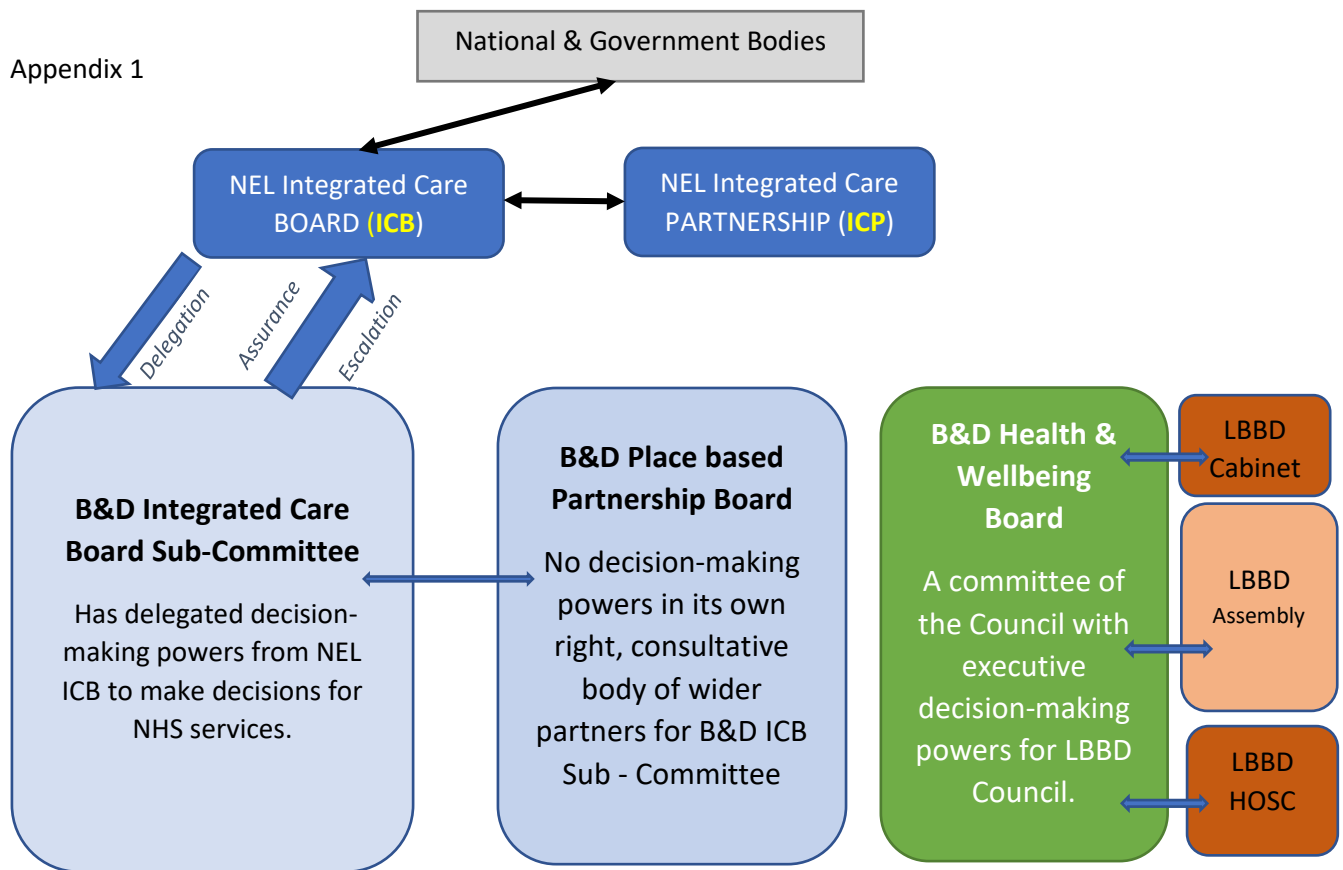 National & Government Bodies
Appendix 1
NEL Integrated Care
BOARD (ICB)
NEL Integrated Care
PARTNERSHIP (ICP)
Delegation
Assurance
Escalation
B&D Integrated Care
Board Sub-Committee
Has delegated decision-
making powers from NEL
ICB to make decisions for
NHS services.
B&D Place based
Partnership Board
No decision-making
powers in its own
right, consultative
body of wider
partners for B&D ICB
Sub - Committee
B&D Health &
Wellbeing
Board
A committee of
the Council with
executive
decision-making
powers for LBBD
Council.
LBBD
Cabinet
LBBD
Assembly
LBBD
HOSC